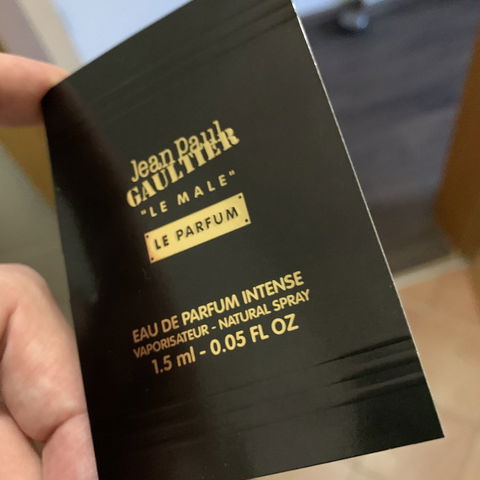 Jean Paul
GAULTIER
"LE MALE"
LE PARFUM
EAU DE PARFUM INTENSE
VAPORISATEUR - NATURAL SPRAY
1.5 ml - 0.05 FL OZ